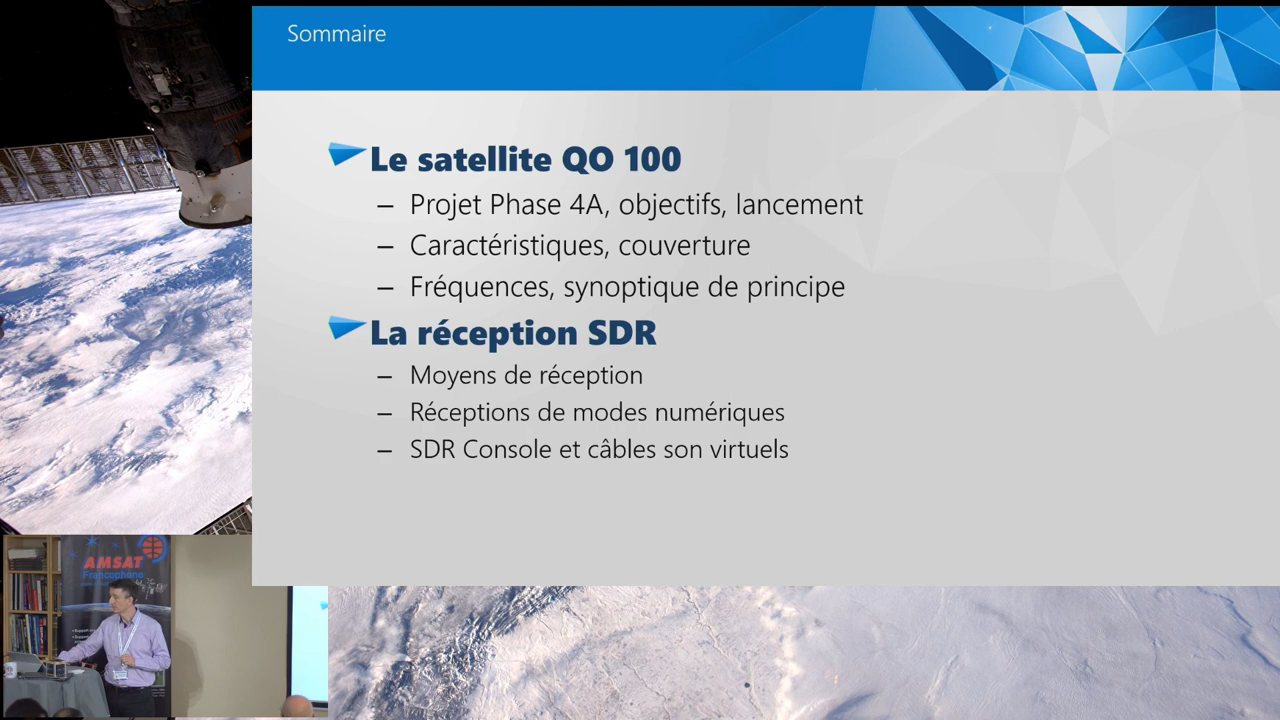 Sommaire
Le satellite QO 100
– Projet Phase 4A, objectifs, lancement
– Caractéristiques, couverture
– Fréquences, synoptique de principe
La réception SDR
– Moyens de réception
– Réceptions de modes numériques
– SDR Console et câbles son virtuels
AMSAT
Francophone